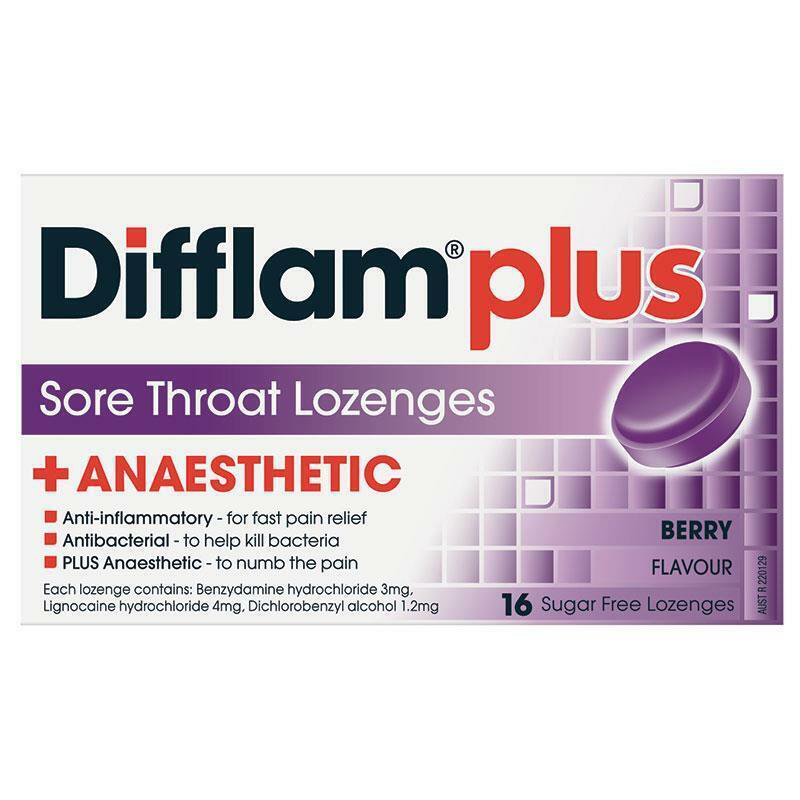 Difflam® plus
Sore Throat Lozenges
+ ANAESTHETIC
Anti-inflammatory - for fast pain relief
Antibacterial - to help kill bacteria
PLUS Anaesthetic - to numb the pain
Each lozenge contains: Benzydamine hydrochloride 3mg,
Lignocaine hydrochloride 4mg, Dichlorobenzyl alcohol 1.2mg
BERRY
FLAVOUR
16 Sugar Free Lozenges
AUST R 220129